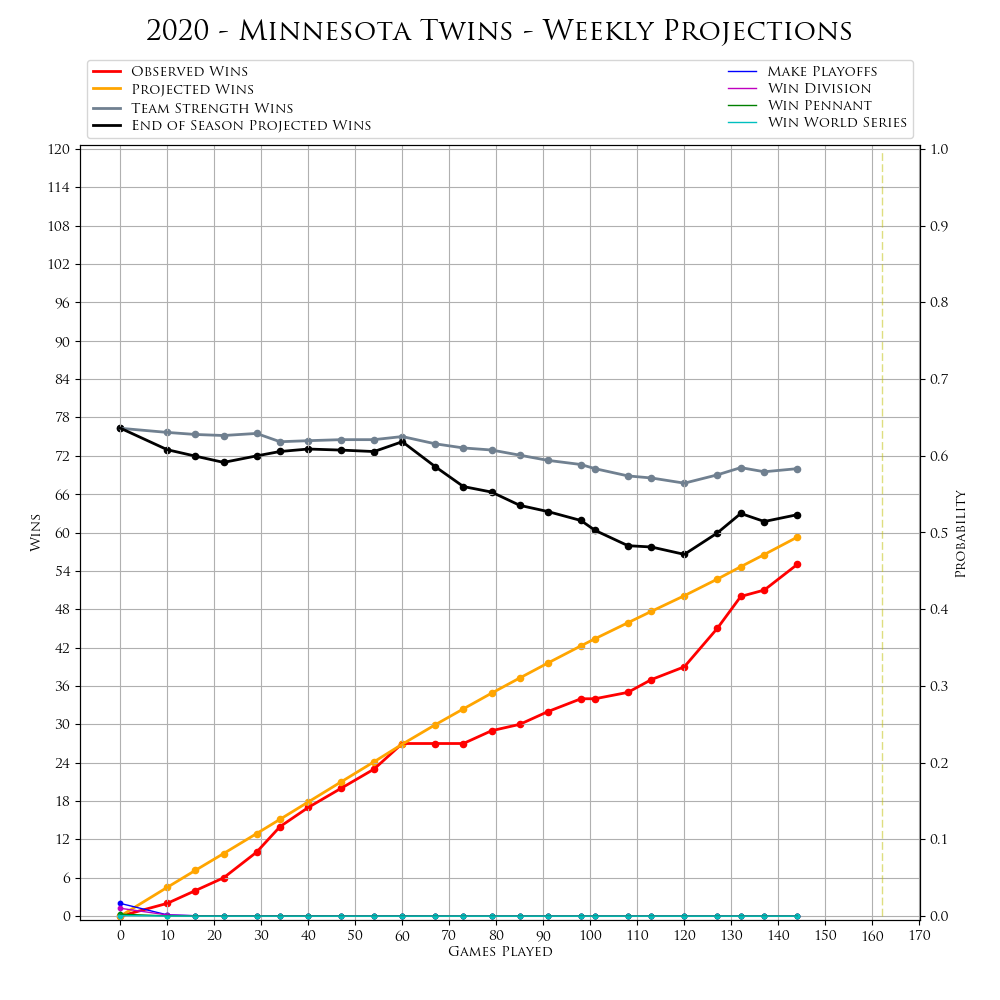 2020 - Minnesota Twins - Weekly Projections
Observed Wins
Projected Wins
Team Strength Wins
End of Season Projected Wins
Make Playoffs
Win Division
Win Pennant
Win World Series
120
114
108
102
96
90
84
78
72
66
60
54
48
42
36
30
24
18
12
6
0
Wins
1.0
0.9
0.8
0.7
0.6
0.5
0.4
0.3
0.2
0.1
0.0
Probability
0 10 20 30 40 50 60 70 80 90 100 110 120 130 140 150 160 170
Games Played